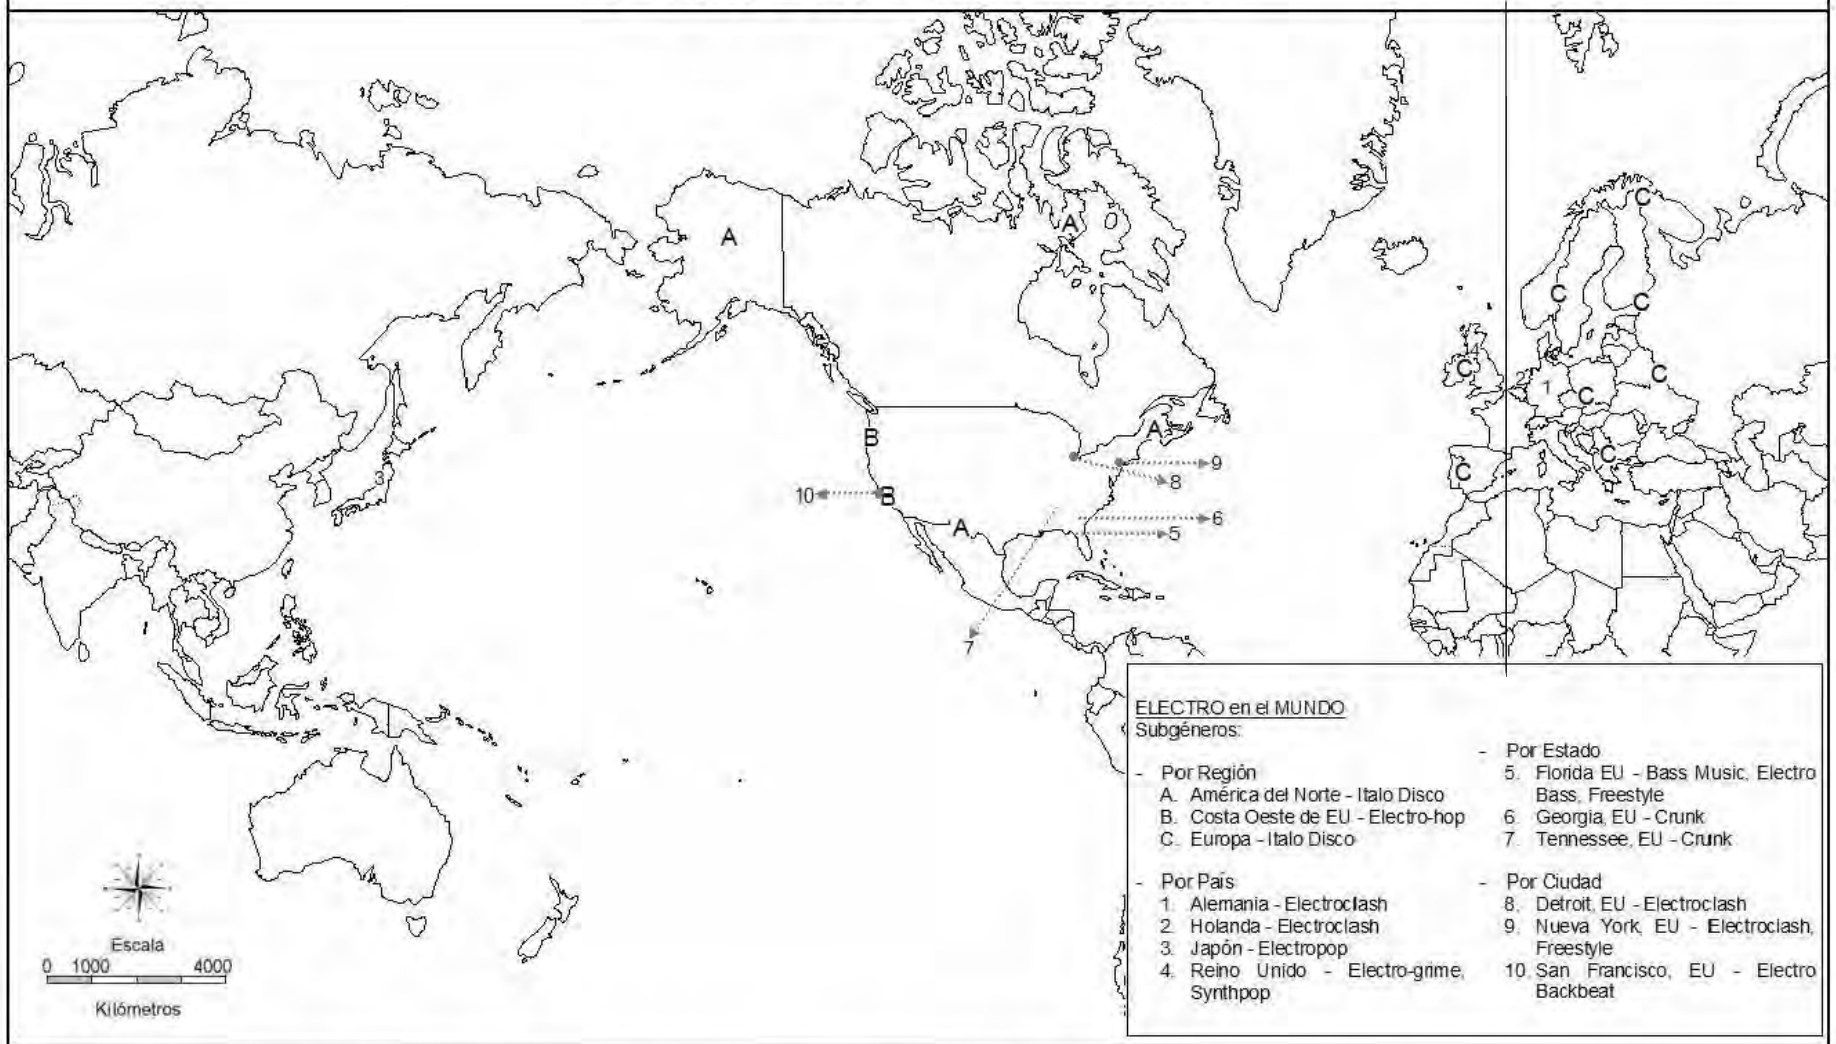 A
A
C
C
C
4
C
2
1
C
C
A
B
C
9
C
3
8
10
B
6
A
5
7
ELECTRO en el MUNDO
Subgéneros:
- Por Región
A. América del Norte - Italo Disco
B. Costa Oeste de EU - Electro-hop
C. Europa - Italo Disco
- Por País
1. Alemania - Electroclash
2. Holanda - Electroclash
3. Japón - Electropop
4. Reino Unido - Electro-grime,
Synthpop
- Por Estado
5. Florida EU - Bass Music, Electro
Bass, Freestyle
6. Georgia, EU - Crunk
7. Tennessee, EU - Crunk
- Por Ciudad
8. Detroit, EU - Electroclash
9. Nueva York, EU - Electroclash,
Freestyle
10. San Francisco, EU - Electro
Backbeat
Escala
0 1000 4000
Kilómetros